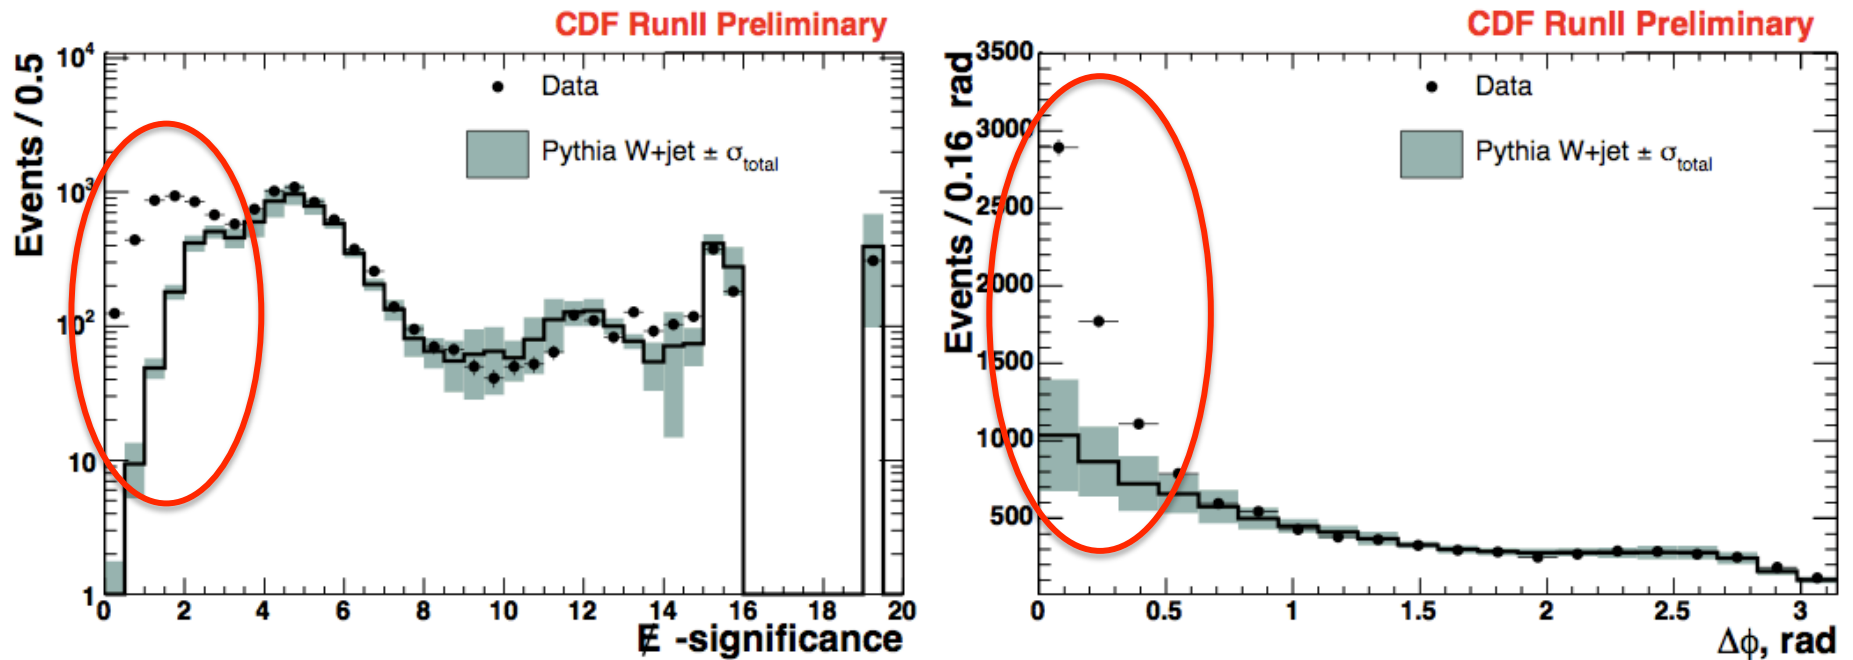 CDF RunII Preliminary
Events / 0.5
10^4
10^3
10^2
10
1
Data
Pythia W+jet ± σ_total
0 2 4 6 8 10 12 14 16 18 20
E̸ -significance
CDF RunII Preliminary
Events / 0.16 rad
3500
3000
2500
2000
1500
1000
500
Data
Pythia W+jet ± σ_total
0 0.5 1 1.5 2 2.5 3
Δϕ, rad